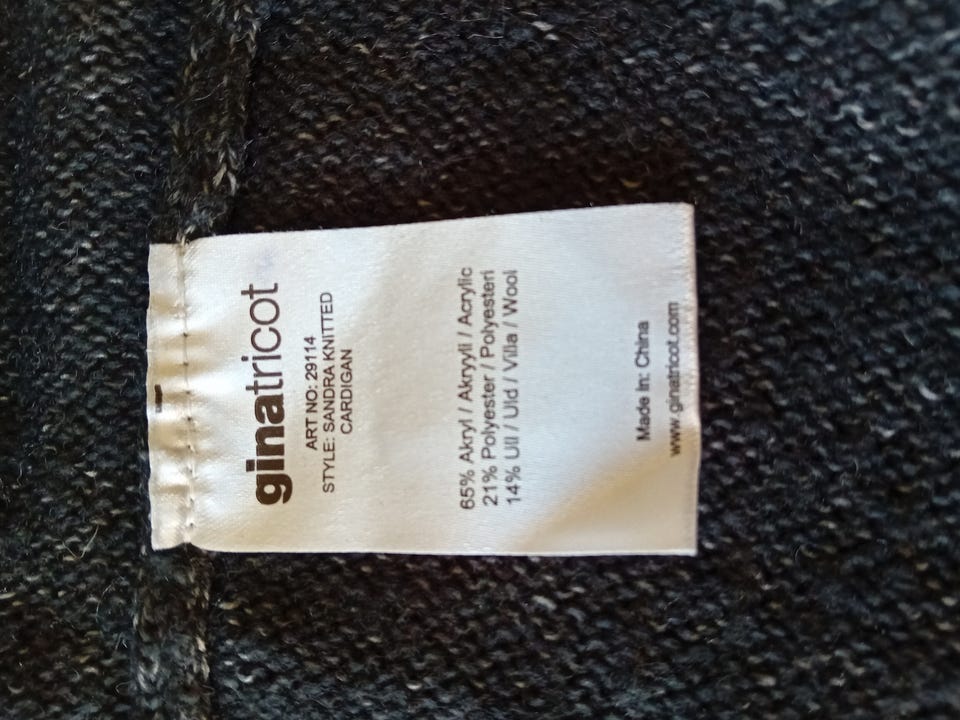 ginatricot
ART NO: 29114
STYLE: SANDRA KNITTED
CARDIGAN
65% Akryl / Akryyli / Acrylic
21% Polyester / Polyesteri
14% Ull / Uld / Villa / Wool
Made in: China
www.ginatricot.com